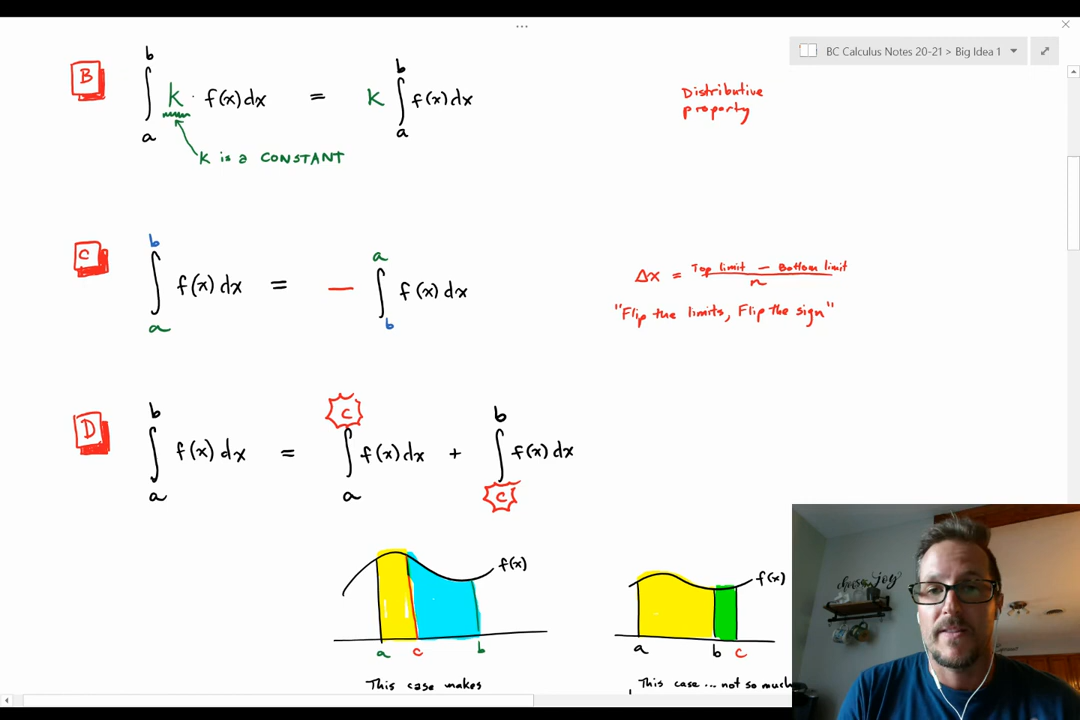 BC Calculus Notes 20-21 > Big Idea 1
B
b
∫ k · f(x) dx = k ∫ f(x) dx
a
b
a
Distributive
property
K is a CONSTANT
C
b
∫ f(x) dx = − ∫ f(x) dx
a
a
b
Δx = Top limit − Bottom limit
n
"Flip the limits, Flip the sign"
D
b
∫ f(x) dx = ∫ f(x) dx + ∫ f(x) dx
a
c
a
b
c
f(x)
a c b
This case makes
f(x)
a b c
This case... not so much
choose joy